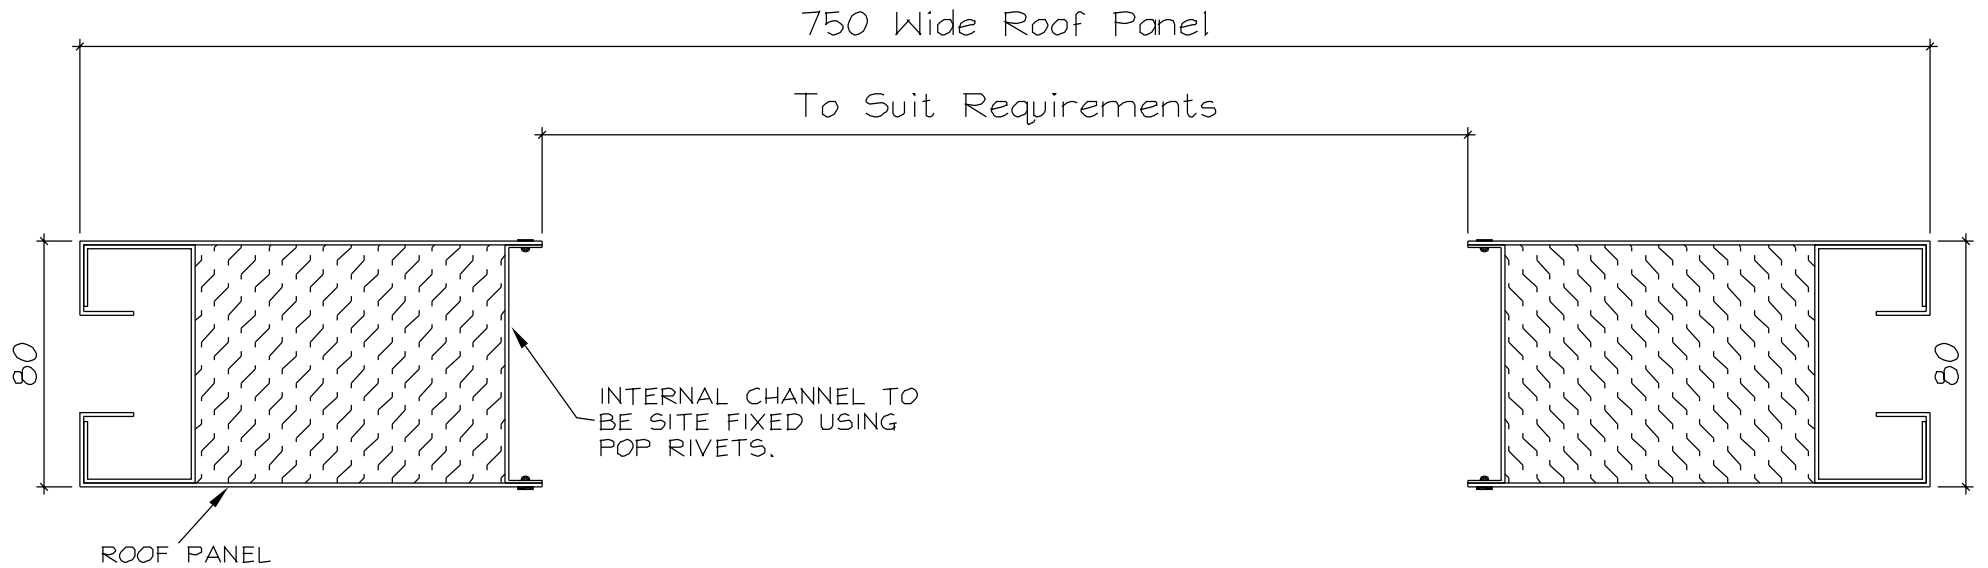 750 Wide Roof Panel
To Suit Requirements
80
80
INTERNAL CHANNEL TO
BE SITE FIXED USING
POP RIVETS.
ROOF PANEL